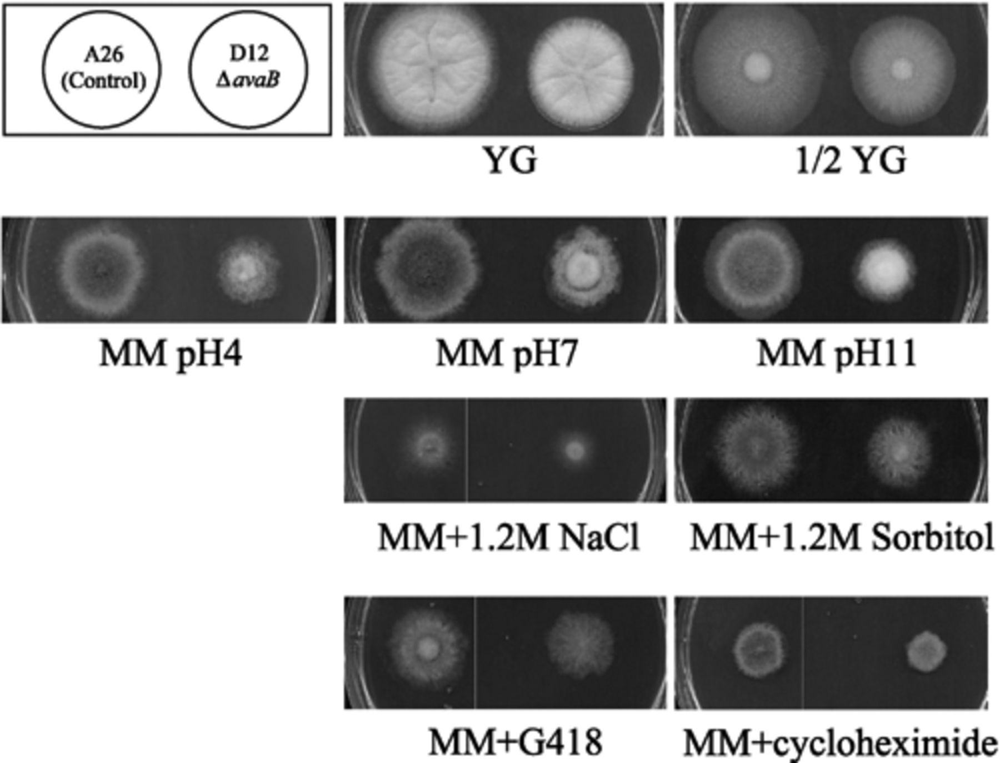 A26
(Control)
D12
ΔavaB
YG
1/2 YG
MM pH4
MM pH7
MM pH11
MM+1.2M NaCl
MM+1.2M Sorbitol
MM+G418
MM+cycloheximide